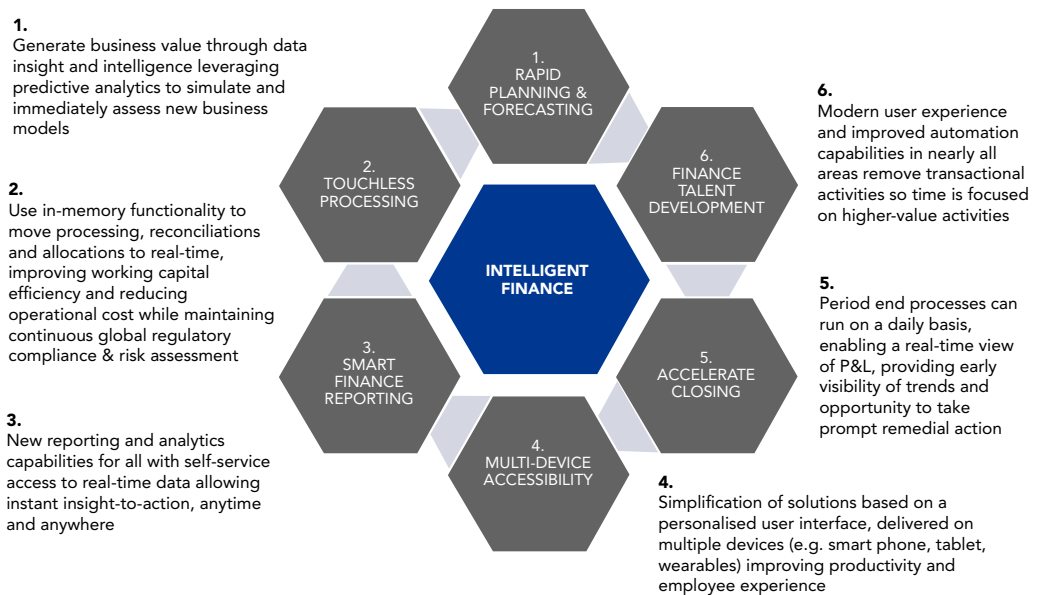 1.
Generate business value through data
insight and intelligence leveraging
predictive analytics to simulate and
immediately assess new business
models
2.
Use in-memory functionality to
move processing, reconciliations
and allocations to real-time,
improving working capital
efficiency and reducing
operational cost while maintaining
continuous global regulatory
compliance & risk assessment
3.
New reporting and analytics
capabilities for all with self-service
access to real-time data allowing
instant insight-to-action, anytime
and anywhere
1.
RAPID
PLANNING &
FORECASTING
2.
TOUCHLESS
PROCESSING
3.
SMART
FINANCE
REPORTING
INTELLIGENT
FINANCE
4.
MULTI-DEVICE
ACCESSIBILITY
5.
ACCELERATE
CLOSING
6.
FINANCE
TALENT
DEVELOPMENT
6.
Modern user experience
and improved automation
capabilities in nearly all
areas remove transactional
activities so time is focused
on higher-value activities
5.
Period end processes can
run on a daily basis,
enabling a real-time view
of P&L, providing early
visibility of trends and
opportunity to take
prompt remedial action
4.
Simplification of solutions based on a
personalised user interface, delivered on
multiple devices (e.g. smart phone, tablet,
wearables) improving productivity and
employee experience